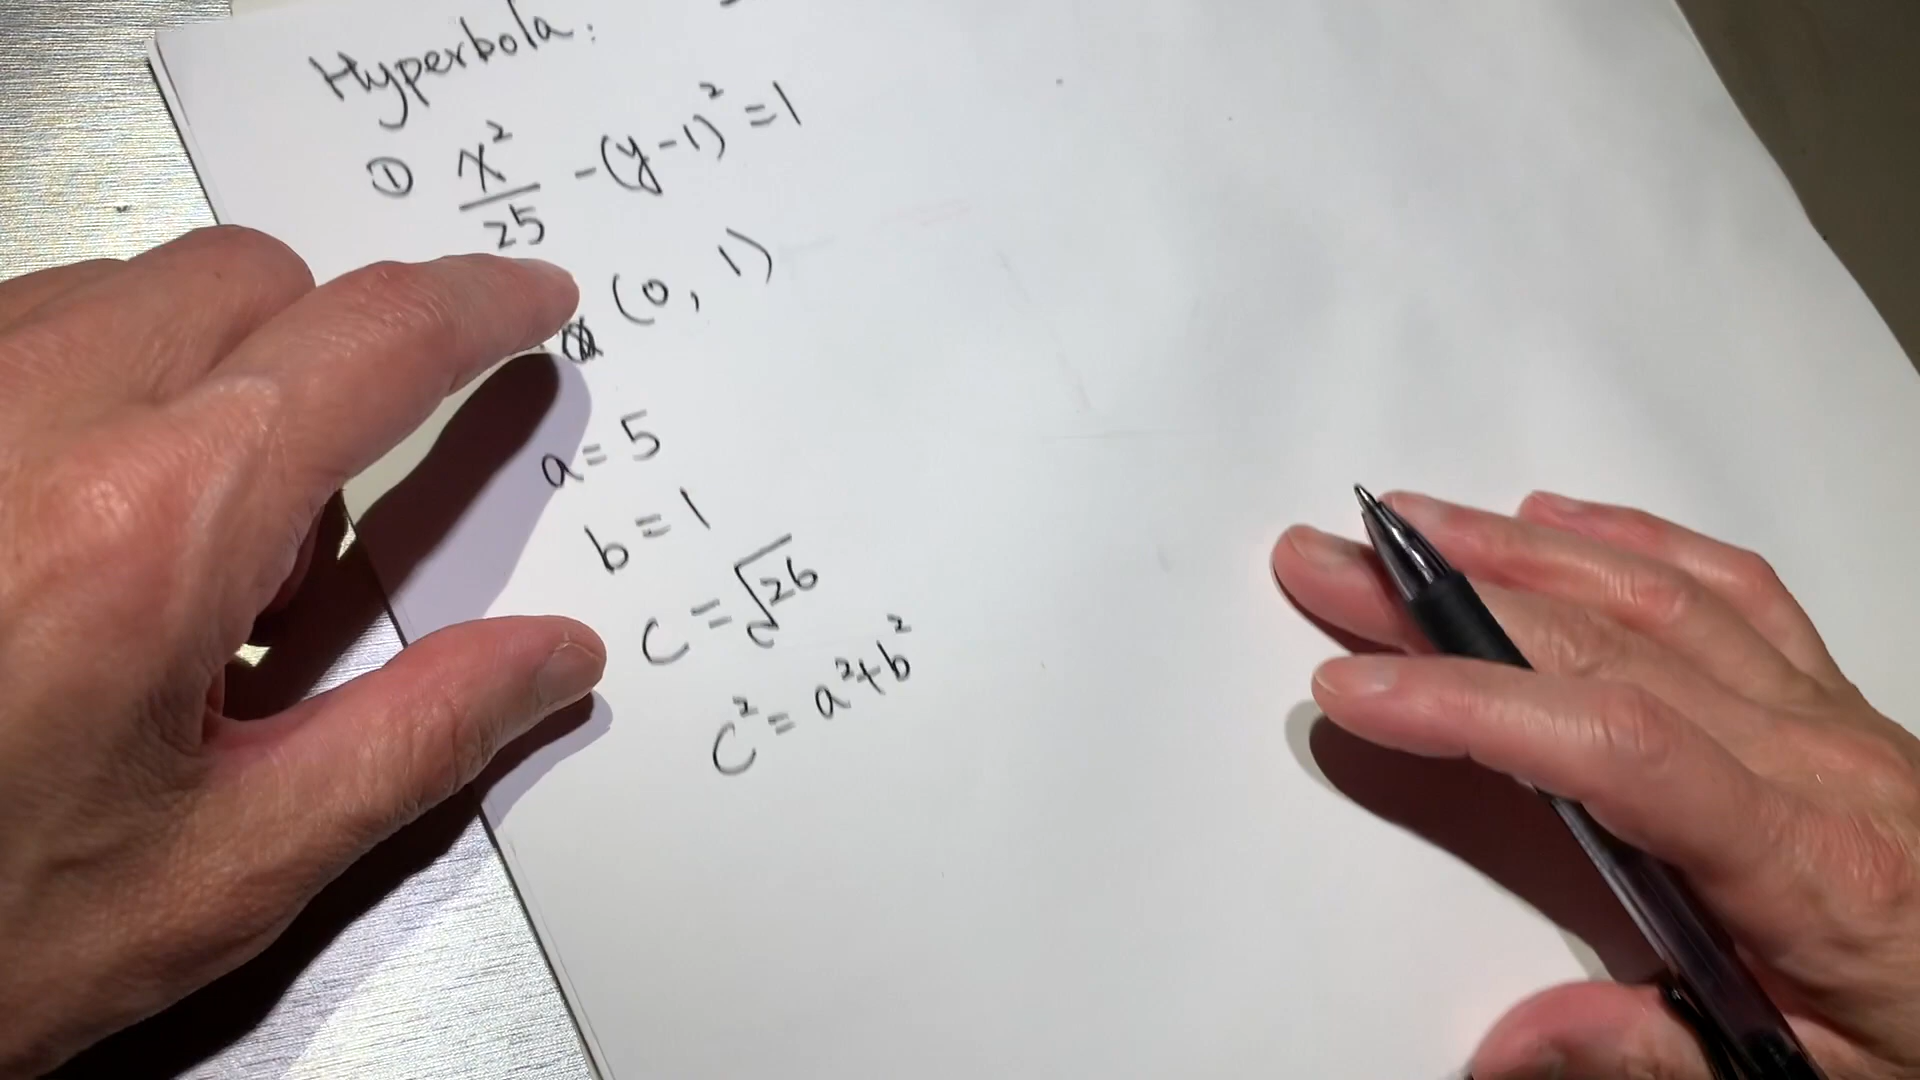 Hyperbola:
① x²/25 -(y-1)² =1
(0, 1)
a=5
b=1
c=√26
c²=a²+b²